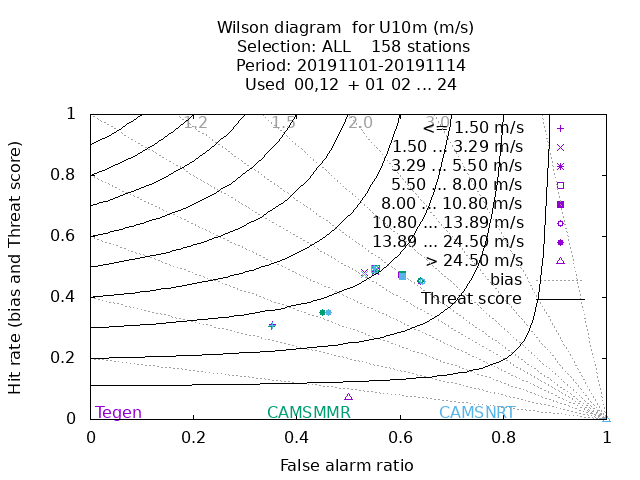 Wilson diagram  for U10m (m/s)
Selection: ALL    158 stations
Period: 20191101-20191114
Used  00,12  + 01 02 ... 24
Hit rate (bias and Threat score)
1
0.8
0.6
0.4
0.2
0
1.2
1.5
2.0
3.0
<= 1.50 m/s
1.50 ... 3.29 m/s
3.29 ... 5.50 m/s
5.50 ... 8.00 m/s
8.00 ... 10.80 m/s
10.80 ... 13.89 m/s
13.89 ... 24.50 m/s
> 24.50 m/s
bias
Threat score
Tegen
CAMSMMR
CAMSNRT
0
0.2
0.4
0.6
0.8
1
False alarm ratio